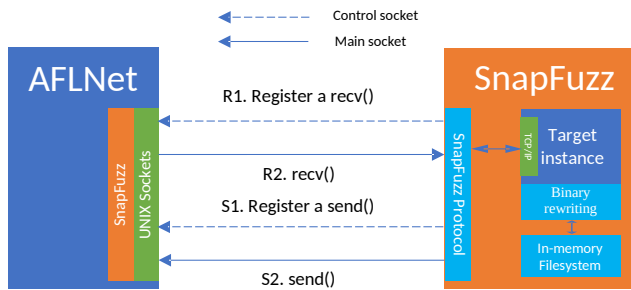 Control socket
Main socket
AFLNet
SnapFuzz
R1. Register a recv()
R2. recv()
S1. Register a send()
S2. send()
SnapFuzz
UNIX Sockets
SnapFuzz Protocol
TCP/IP
Target
instance
Binary
rewriting
In-memory
Filesystem